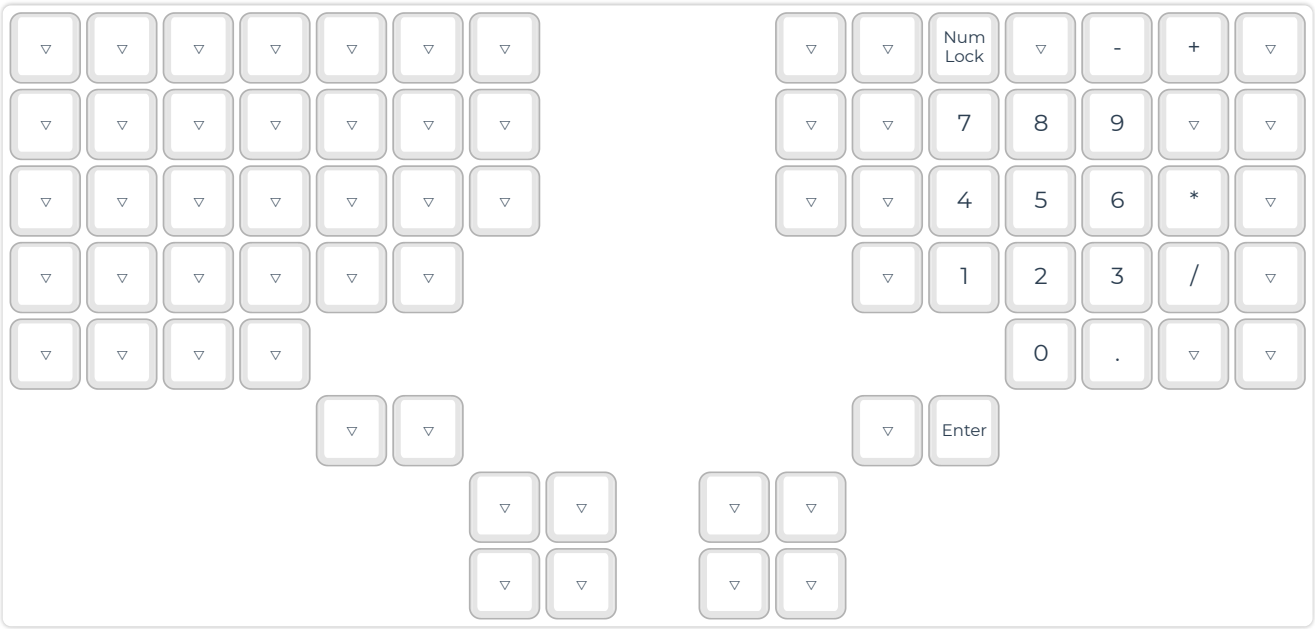 ▽ ▽ ▽ ▽ ▽ ▽ ▽ ▽ ▽ Num Lock ▽ - + ▽
▽ ▽ ▽ ▽ ▽ ▽ ▽ ▽ ▽ 7 8 9 ▽ ▽
▽ ▽ ▽ ▽ ▽ ▽ ▽ ▽ ▽ 4 5 6 * ▽
▽ ▽ ▽ ▽ ▽ ▽ ▽ 1 2 3 / ▽
▽ ▽ ▽ ▽ 0 . ▽ ▽
▽ ▽ ▽ Enter
▽ ▽ ▽ ▽
▽ ▽ ▽ ▽